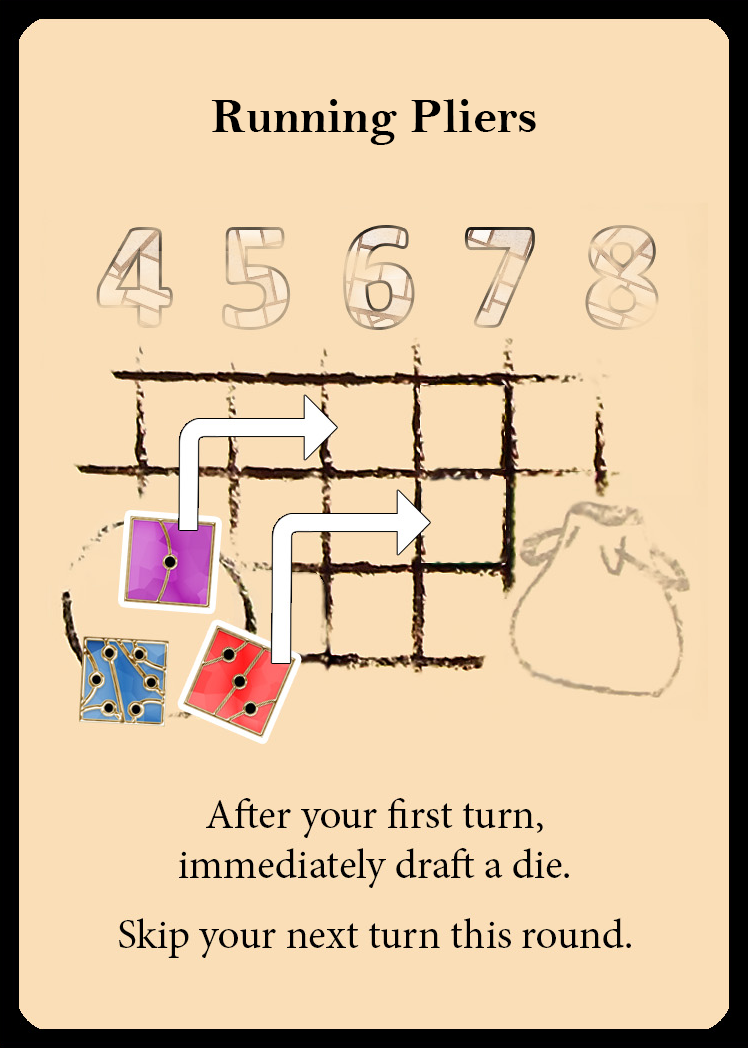 Running Pliers
4 5 6 7 8
After your first turn,
immediately draft a die.
Skip your next turn this round.